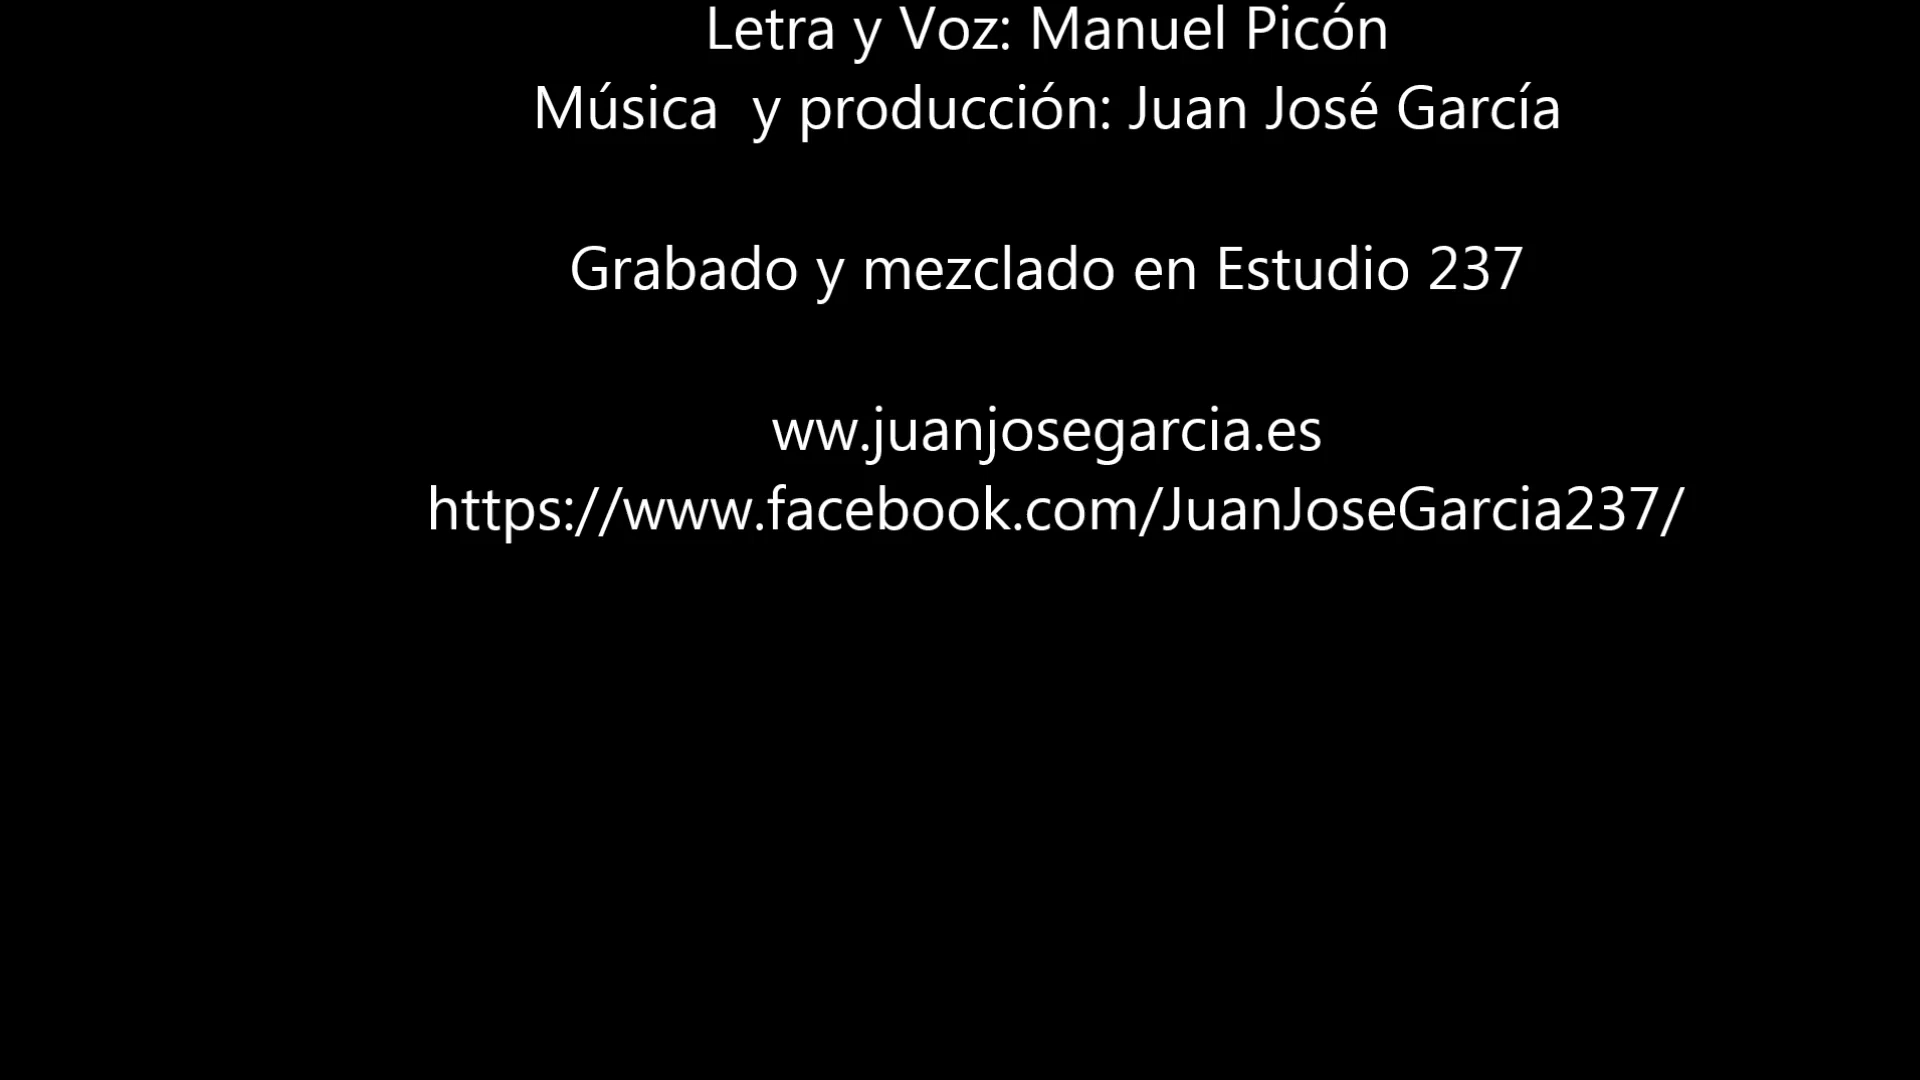 Letra y Voz: Manuel Picón
Música  y producción: Juan José García
Grabado y mezclado en Estudio 237
ww.juanjosegarcia.es
https://www.facebook.com/JuanJoseGarcia237/